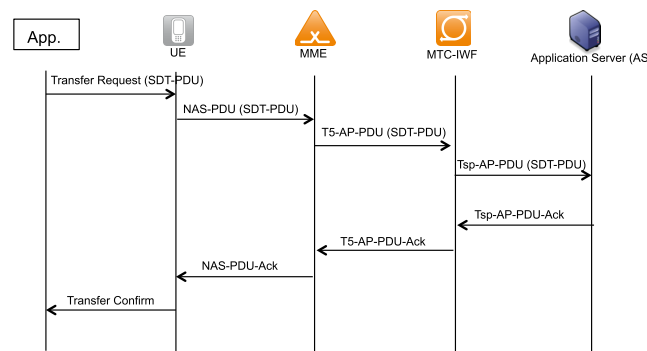 App.
UE
MME
MTC-IWF
Application Server (AS
Transfer Request (SDT-PDU)
NAS-PDU (SDT-PDU)
T5-AP-PDU (SDT-PDU)
Tsp-AP-PDU (SDT-PDU)
Tsp-AP-PDU-Ack
T5-AP-PDU-Ack
NAS-PDU-Ack
Transfer Confirm